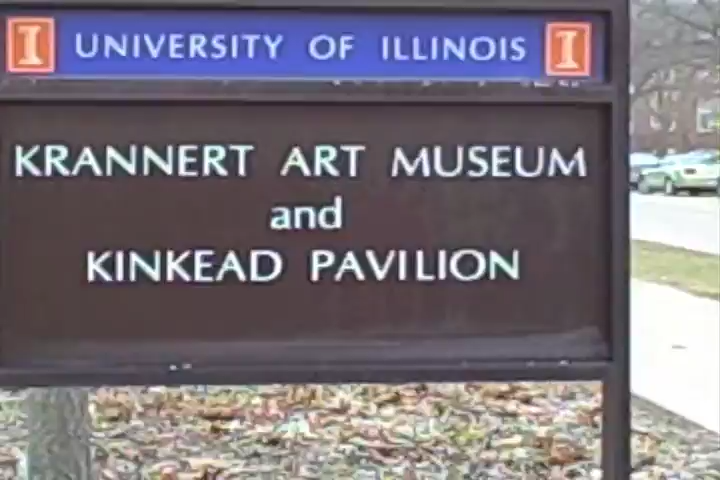 I UNIVERSITY OF ILLINOIS I
KRANNERT ART MUSEUM
and
KINKEAD PAVILION